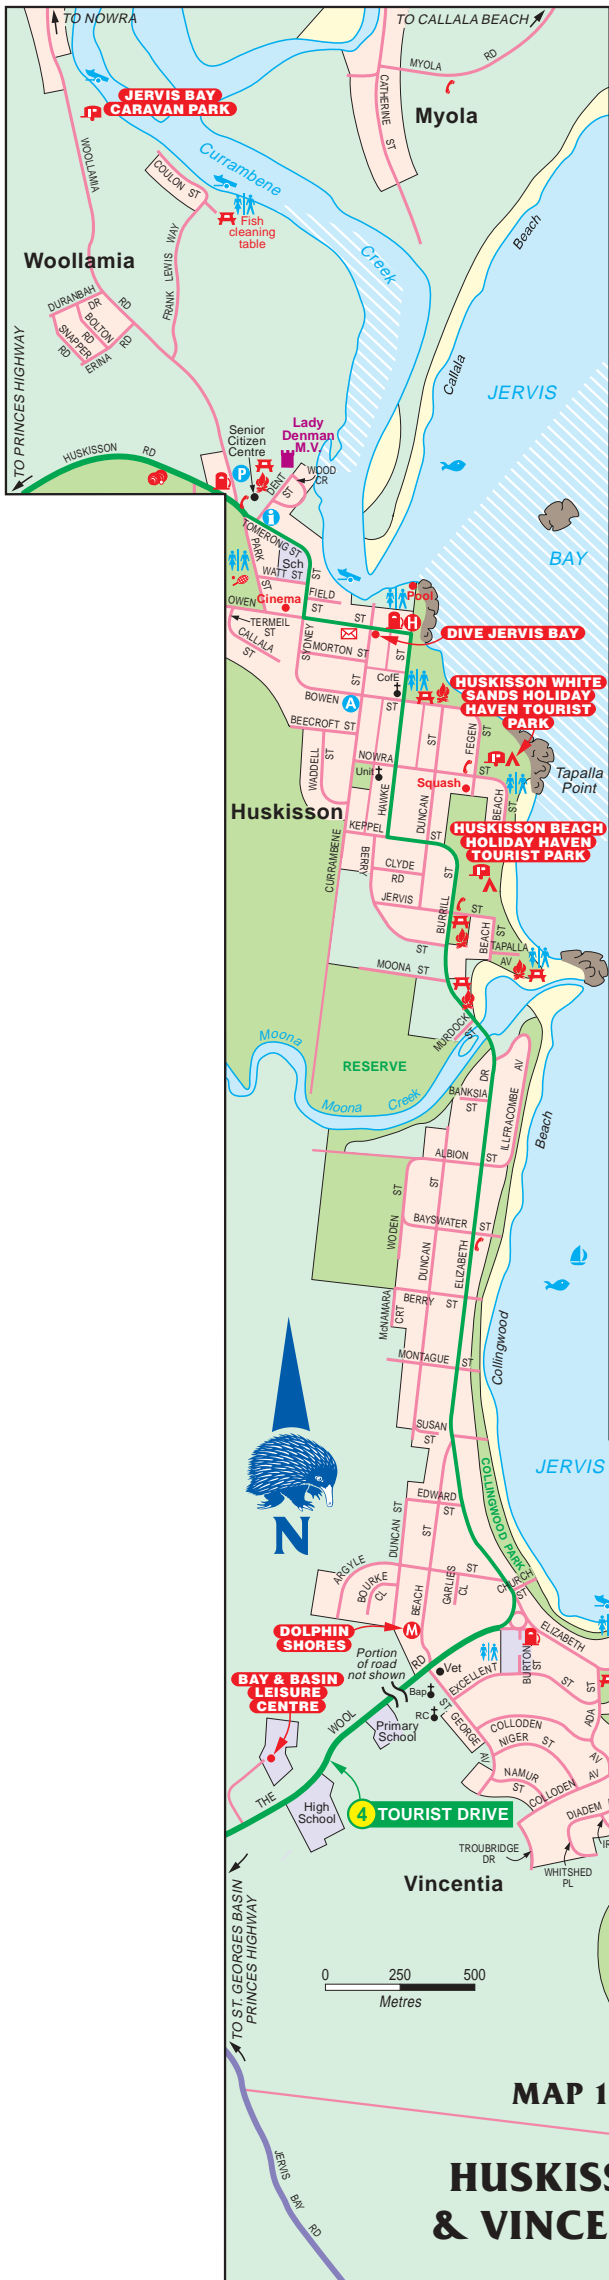 TO NOWRA
TO CALLALA BEACH
MYOLA RD
CATHERINE ST
Myola
JERVIS BAY
CARAVAN PARK
WOOLLAMIA RD
COULON ST
Currambene
Creek
Fish
cleaning
table
FRANK LEWIS WAY
Woollamia
DURANBAH DR
BOLTON RD
SNAPPER RD
ERINA RD
TO PRINCES HIGHWAY
Callala Beach
JERVIS
BAY
HUSKISSON RD
Senior
Citizen
Centre
Lady
Denman
M.V.
P
i
DENT ST
WOOD
CR
TOMERONG ST
PARK ST
Sch
WATT ST
FIELD ST
OWEN ST
Cinema
Pool
H
DIVE JERVIS BAY
TERMEIL
ST
CALLALA
ST
SYDNEY ST
MORTON ST
CofE
BOWEN ST
A
HUSKISSON WHITE
SANDS HOLIDAY
HAVEN TOURIST
PARK
BEECROFT ST
WADDELL ST
NOWRA ST
Unit
FEGEN ST
Squash
Tapalla
Point
BEACH ST
Huskisson
HAWKE
DUNCAN ST
KEPPEL
CURRAMBENE ST
BERRY
HUSKISSON BEACH
HOLIDAY HAVEN
TOURIST PARK
CLYDE
RD
JERVIS ST
BURRILL ST
BEACH ST
TAPALLA
AV
MOONA ST
MURDOCK ST
Moona
RESERVE
Moona Creek
BANKSIA
ST
ILLFRACOMBE AV
ALBION ST
WODEN ST
BAYSWATER ST
DUNCAN ST
ELIZABETH DR
McNAMARA
CRT
BERRY ST
MONTAGUE ST
Collingwood Beach
SUSAN
ST
JERVIS
N
EDWARD
ST
COLLINGWOOD PARK
DUNCAN ST
ARGYLE ST
BOURKE
CL
BEACH ST
GARLIES
CL
CHURCH
ST
DOLPHIN
SHORES
M
Portion
of road
not shown
BAY & BASIN
LEISURE
CENTRE
THE WOOL RD
Vet
Bap
RC
Primary
School
High
School
EXCELLENT ST
BURTON
ST
ELIZABETH
ST
ADA
ST GEORGE AV
COLLODEN AV
NIGER ST
NAMUR
ST
COLLODEN AV
DIADEM
4 TOURIST DRIVE
TROUBRIDGE
DR
WHITSHED
PL
Vincentia
TO ST. GEORGES BASIN
PRINCES HIGHWAY
0 250 500
Metres
MAP 1
JERVIS BAY RD
HUSKISS
& VINCE